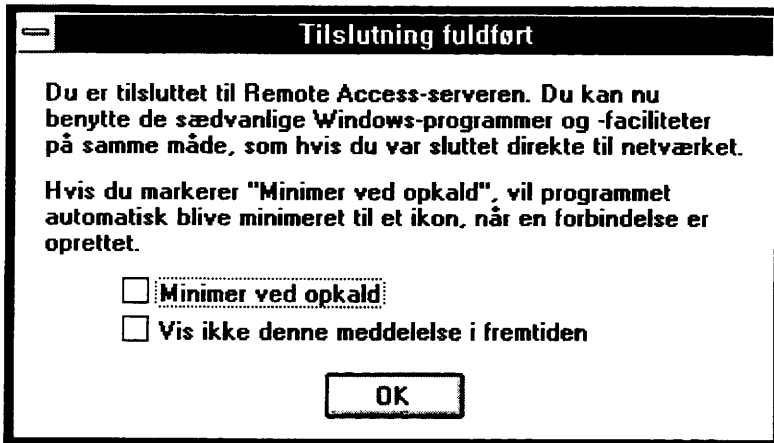 Tilslutning fuldført
Du er tilsluttet til Remote Access-serveren. Du kan nu
benytte de sædvanlige Windows-programmer og -faciliteter
på samme måde, som hvis du var sluttet direkte til netværket.
Hvis du markerer "Minimer ved opkald", vil programmet
automatisk blive minimeret til et ikon, når en forbindelse er
oprettet.
Minimer ved opkald
Vis ikke denne meddelelse i fremtiden
OK